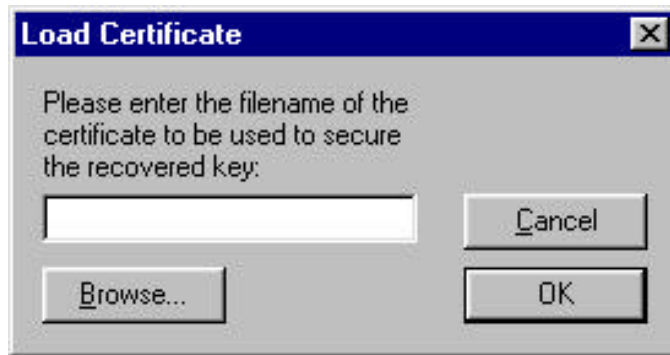 Load Certificate
Please enter the filename of the
certificate to be used to secure
the recovered key:
Cancel
Browse...
OK